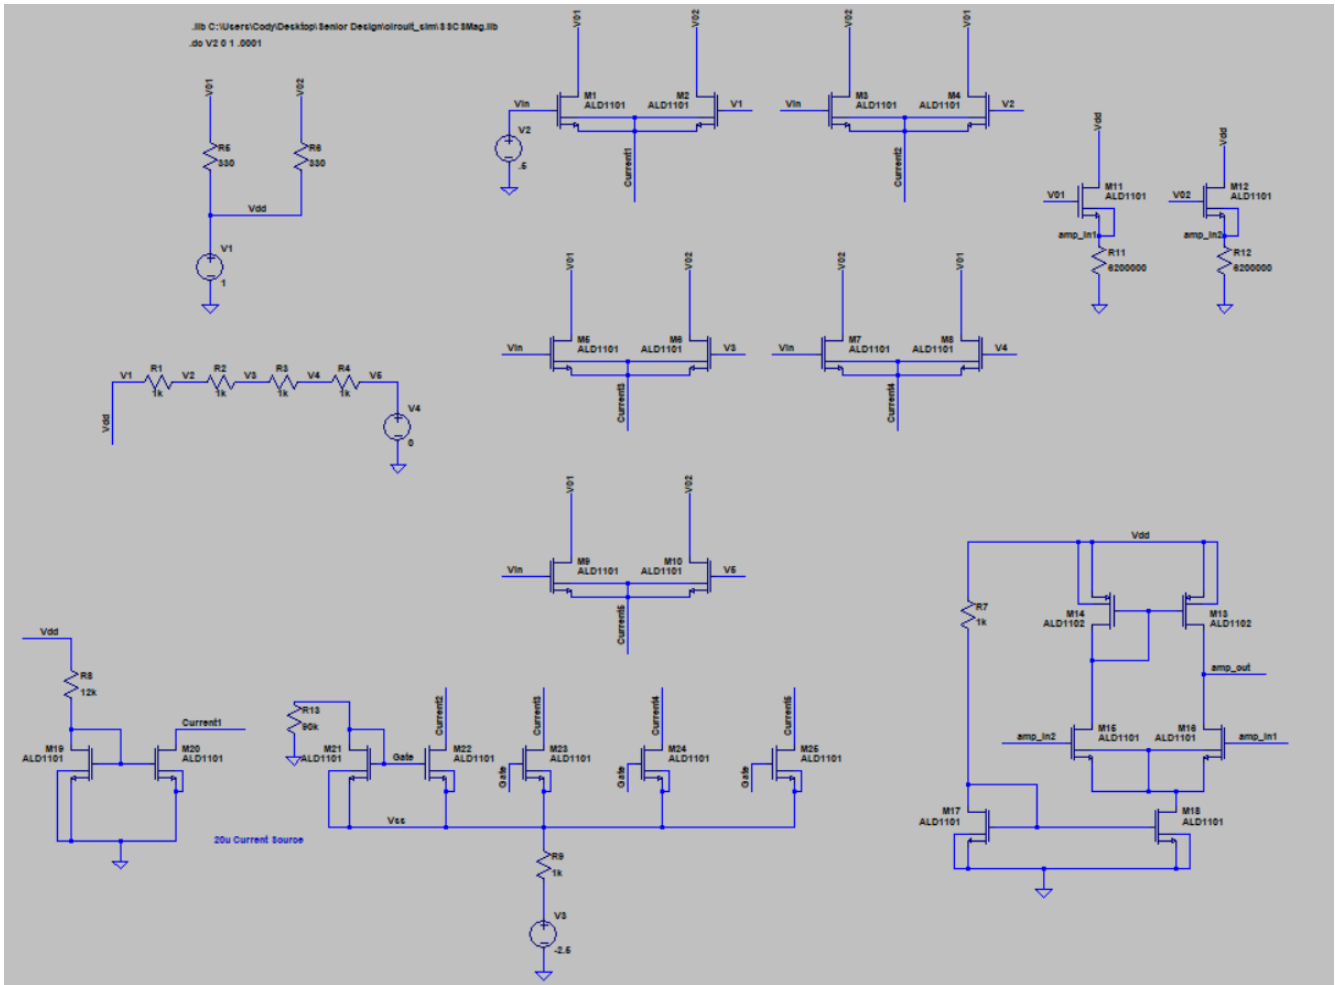 .lib C:\Users\Cody\Desktop\Senior Design\circuit_sim\SSCSMag.lib
.dc V2 0 1 .0001
V01
V02
R5
330
R6
330
Vdd
V1
1
V01
V02
M1
ALD1101
M2
ALD1101
Vin
V1
V2
.5
Current1
V02
V01
M3
ALD1101
M4
ALD1101
Vin
V2
Current2
Vdd
M11
ALD1101
V01
amp_in1
R11
6200000
Vdd
M12
ALD1101
V02
amp_in2
R12
6200000
V01
V02
M5
ALD1101
M6
ALD1101
Vin
V3
Current3
V02
V01
M7
ALD1101
M8
ALD1101
Vin
V4
Current4
V1
R1
1k
V2
R2
1k
V3
R3
1k
V4
R4
1k
V5
Vdd
V4
0
V01
V02
M9
ALD1101
M10
ALD1101
Vin
V5
Current5
Vdd
R8
12k
Current1
M19
ALD1101
M20
ALD1101
20u Current Source
R13
90k
M21
ALD1101
Gate
Current2
M22
ALD1101
Current3
M23
ALD1101
Gate
Current4
M24
ALD1101
Gate
Current5
M25
ALD1101
Gate
Vss
R9
1k
V3
-2.5
Vdd
R7
1k
M14
ALD1102
M13
ALD1102
amp_out
amp_in2
M15
ALD1101
M16
ALD1101
amp_in1
M17
ALD1101
M18
ALD1101